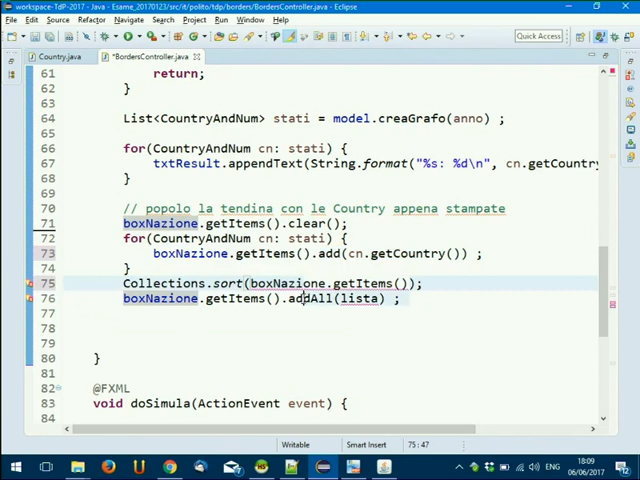 workspace-TdP-2017 - Java - Esame_20170123/src/it/polito/tdp/borders/BordersController.java - Eclipse
File Edit Source Refactor Navigate Search Project Run Window Help
Quick Access
Country.java *BordersController.java
61 return;
62 }
63
64 List<CountryAndNum> stati = model.creaGrafo(anno) ;
65
66 for(CountryAndNum cn: stati) {
67 txtResult.appendText(String.format("%s: %d\n", cn.getCountry
68 }
69
70 // popolo la tendina con le Country appena stampate
71 boxNazione.getItems().clear();
72 for(CountryAndNum cn: stati) {
73 boxNazione.getItems().add(cn.getCountry()) ;
74 }
75 Collections.sort(boxNazione.getItems());
76 boxNazione.getItems().addAll(lista) ;
77
78
79
80 }
82 @FXML
83 void doSimula(ActionEvent event) {
84
Writable Smart Insert 75 : 47
ENG
18:09
06/06/2017